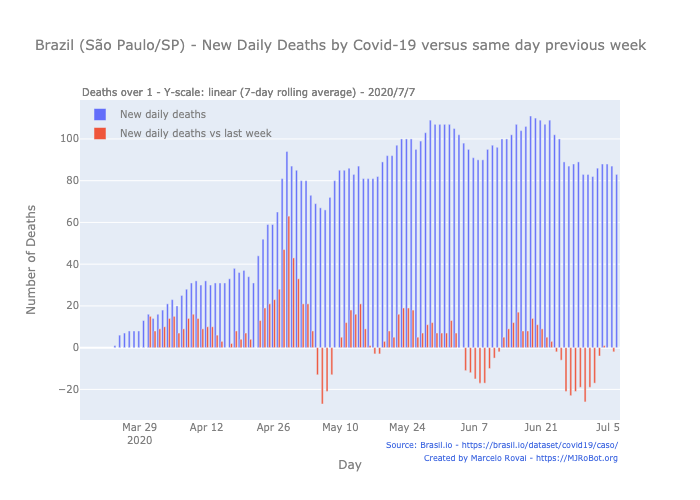 Brazil (São Paulo/SP) - New Daily Deaths by Covid-19 versus same day previous week
Deaths over 1 - Y-scale: linear (7-day rolling average) - 2020/7/7
New daily deaths
New daily deaths vs last week
Number of Deaths
100
80
60
40
20
0
−20
Mar 29
2020
Apr 12
Apr 26
May 10
May 24
Jun 7
Jun 21
Jul 5
Source: Brasil.io - https://brasil.io/dataset/covid19/caso/
Created by Marcelo Rovai - https://MJRoBot.org
Day